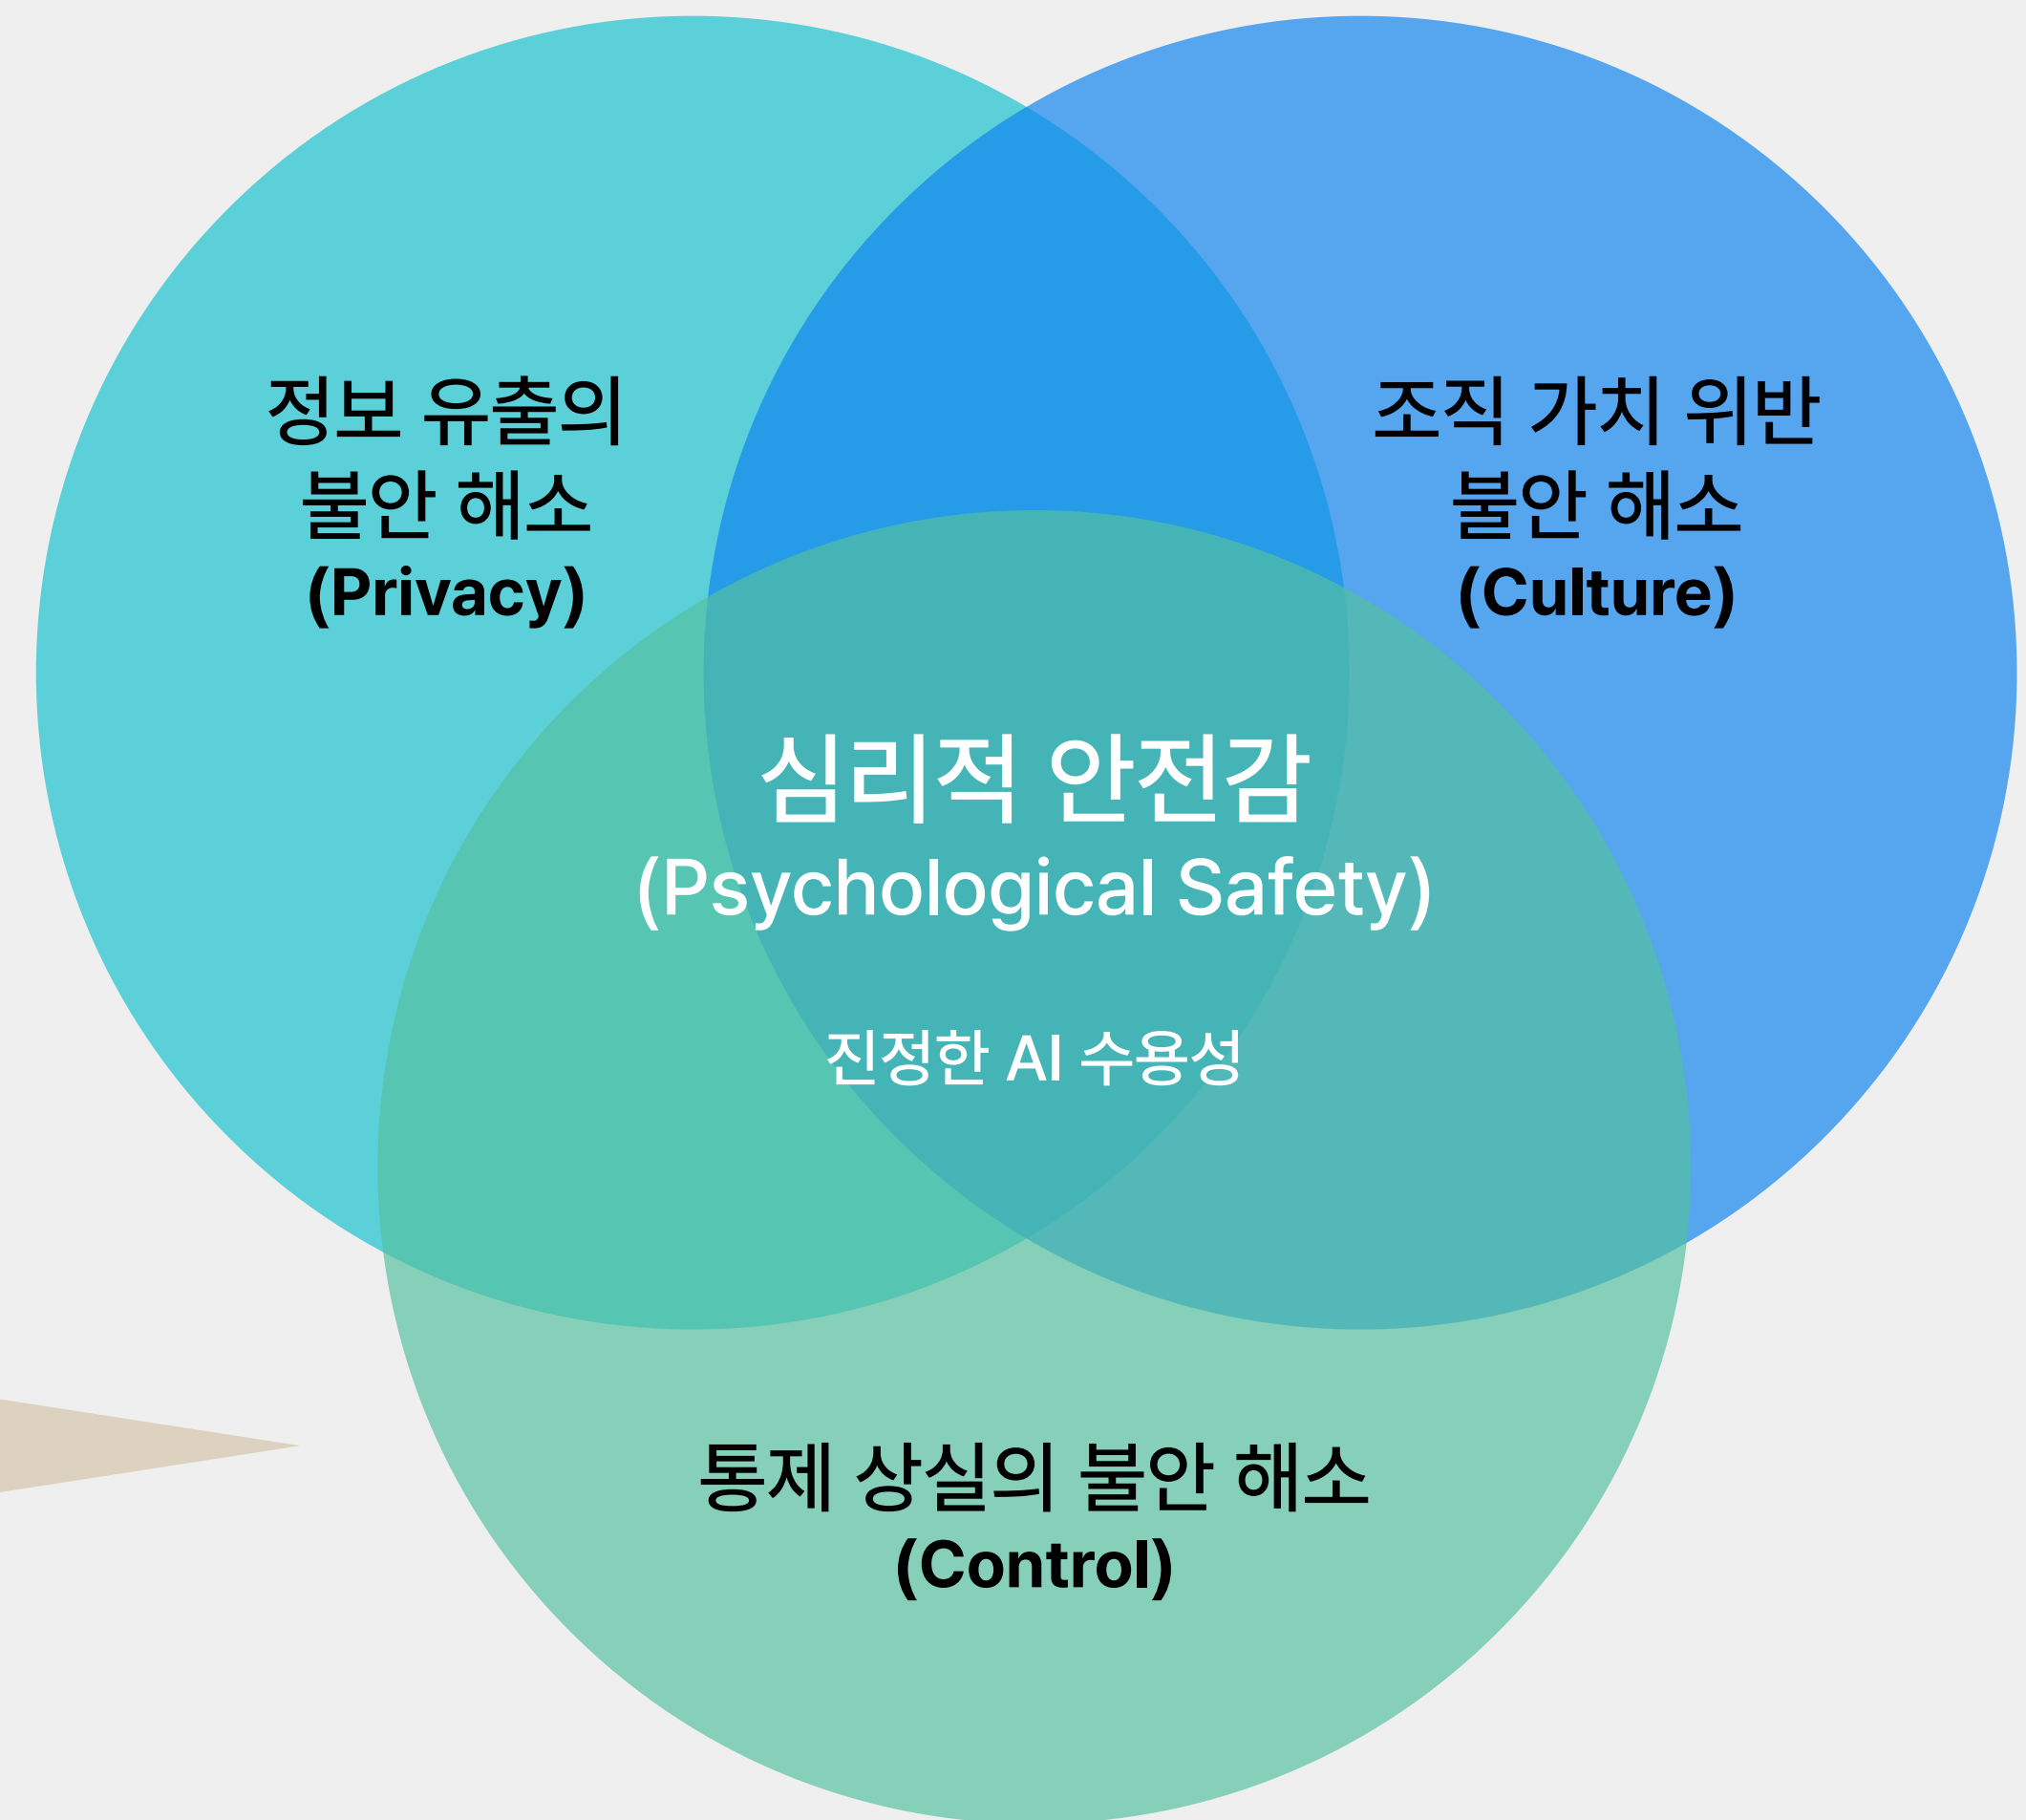 정보 유출의
불안 해소
(Privacy)
조직 가치 위반
불안 해소
(Culture)
심리적 안전감
(Psychological Safety)
진정한 AI 수용성
통제 상실의 불안 해소
(Control)